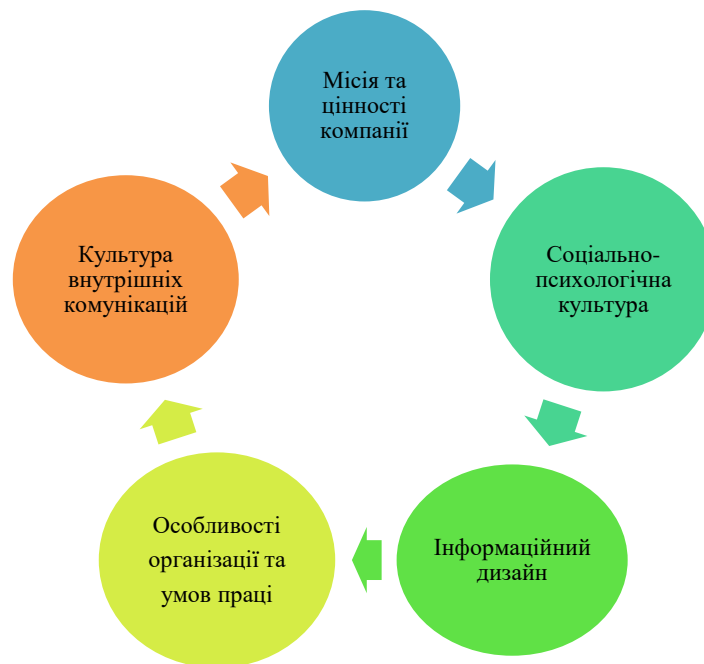 Місія та
цінності
компанії
Соціально-
психологічна
культура
Інформаційний
дизайн
Особливості
організації та
умов праці
Культура
внутрішніх
комунікацій